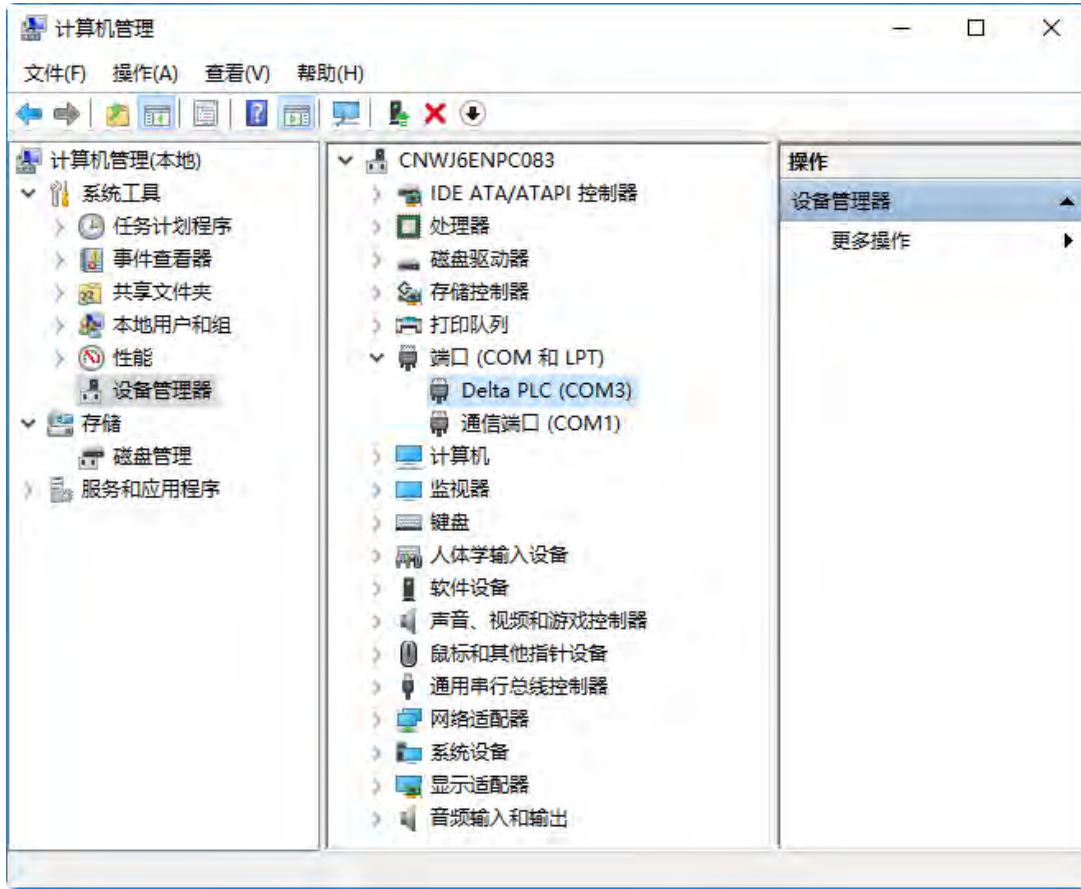 计算机管理
文件(F) 操作(A) 查看(V) 帮助(H)
计算机管理(本地)
系统工具
任务计划程序
事件查看器
共享文件夹
本地用户和组
性能
设备管理器
存储
磁盘管理
服务和应用程序
CNWJ6ENPC083
IDE ATA/ATAPI 控制器
处理器
磁盘驱动器
存储控制器
打印队列
端口 (COM 和 LPT)
Delta PLC (COM3)
通信端口 (COM1)
计算机
监视器
键盘
人体学输入设备
软件设备
声音、视频和游戏控制器
鼠标和其他指针设备
通用串行总线控制器
网络适配器
系统设备
显示适配器
音频输入和输出
操作
设备管理器
更多操作